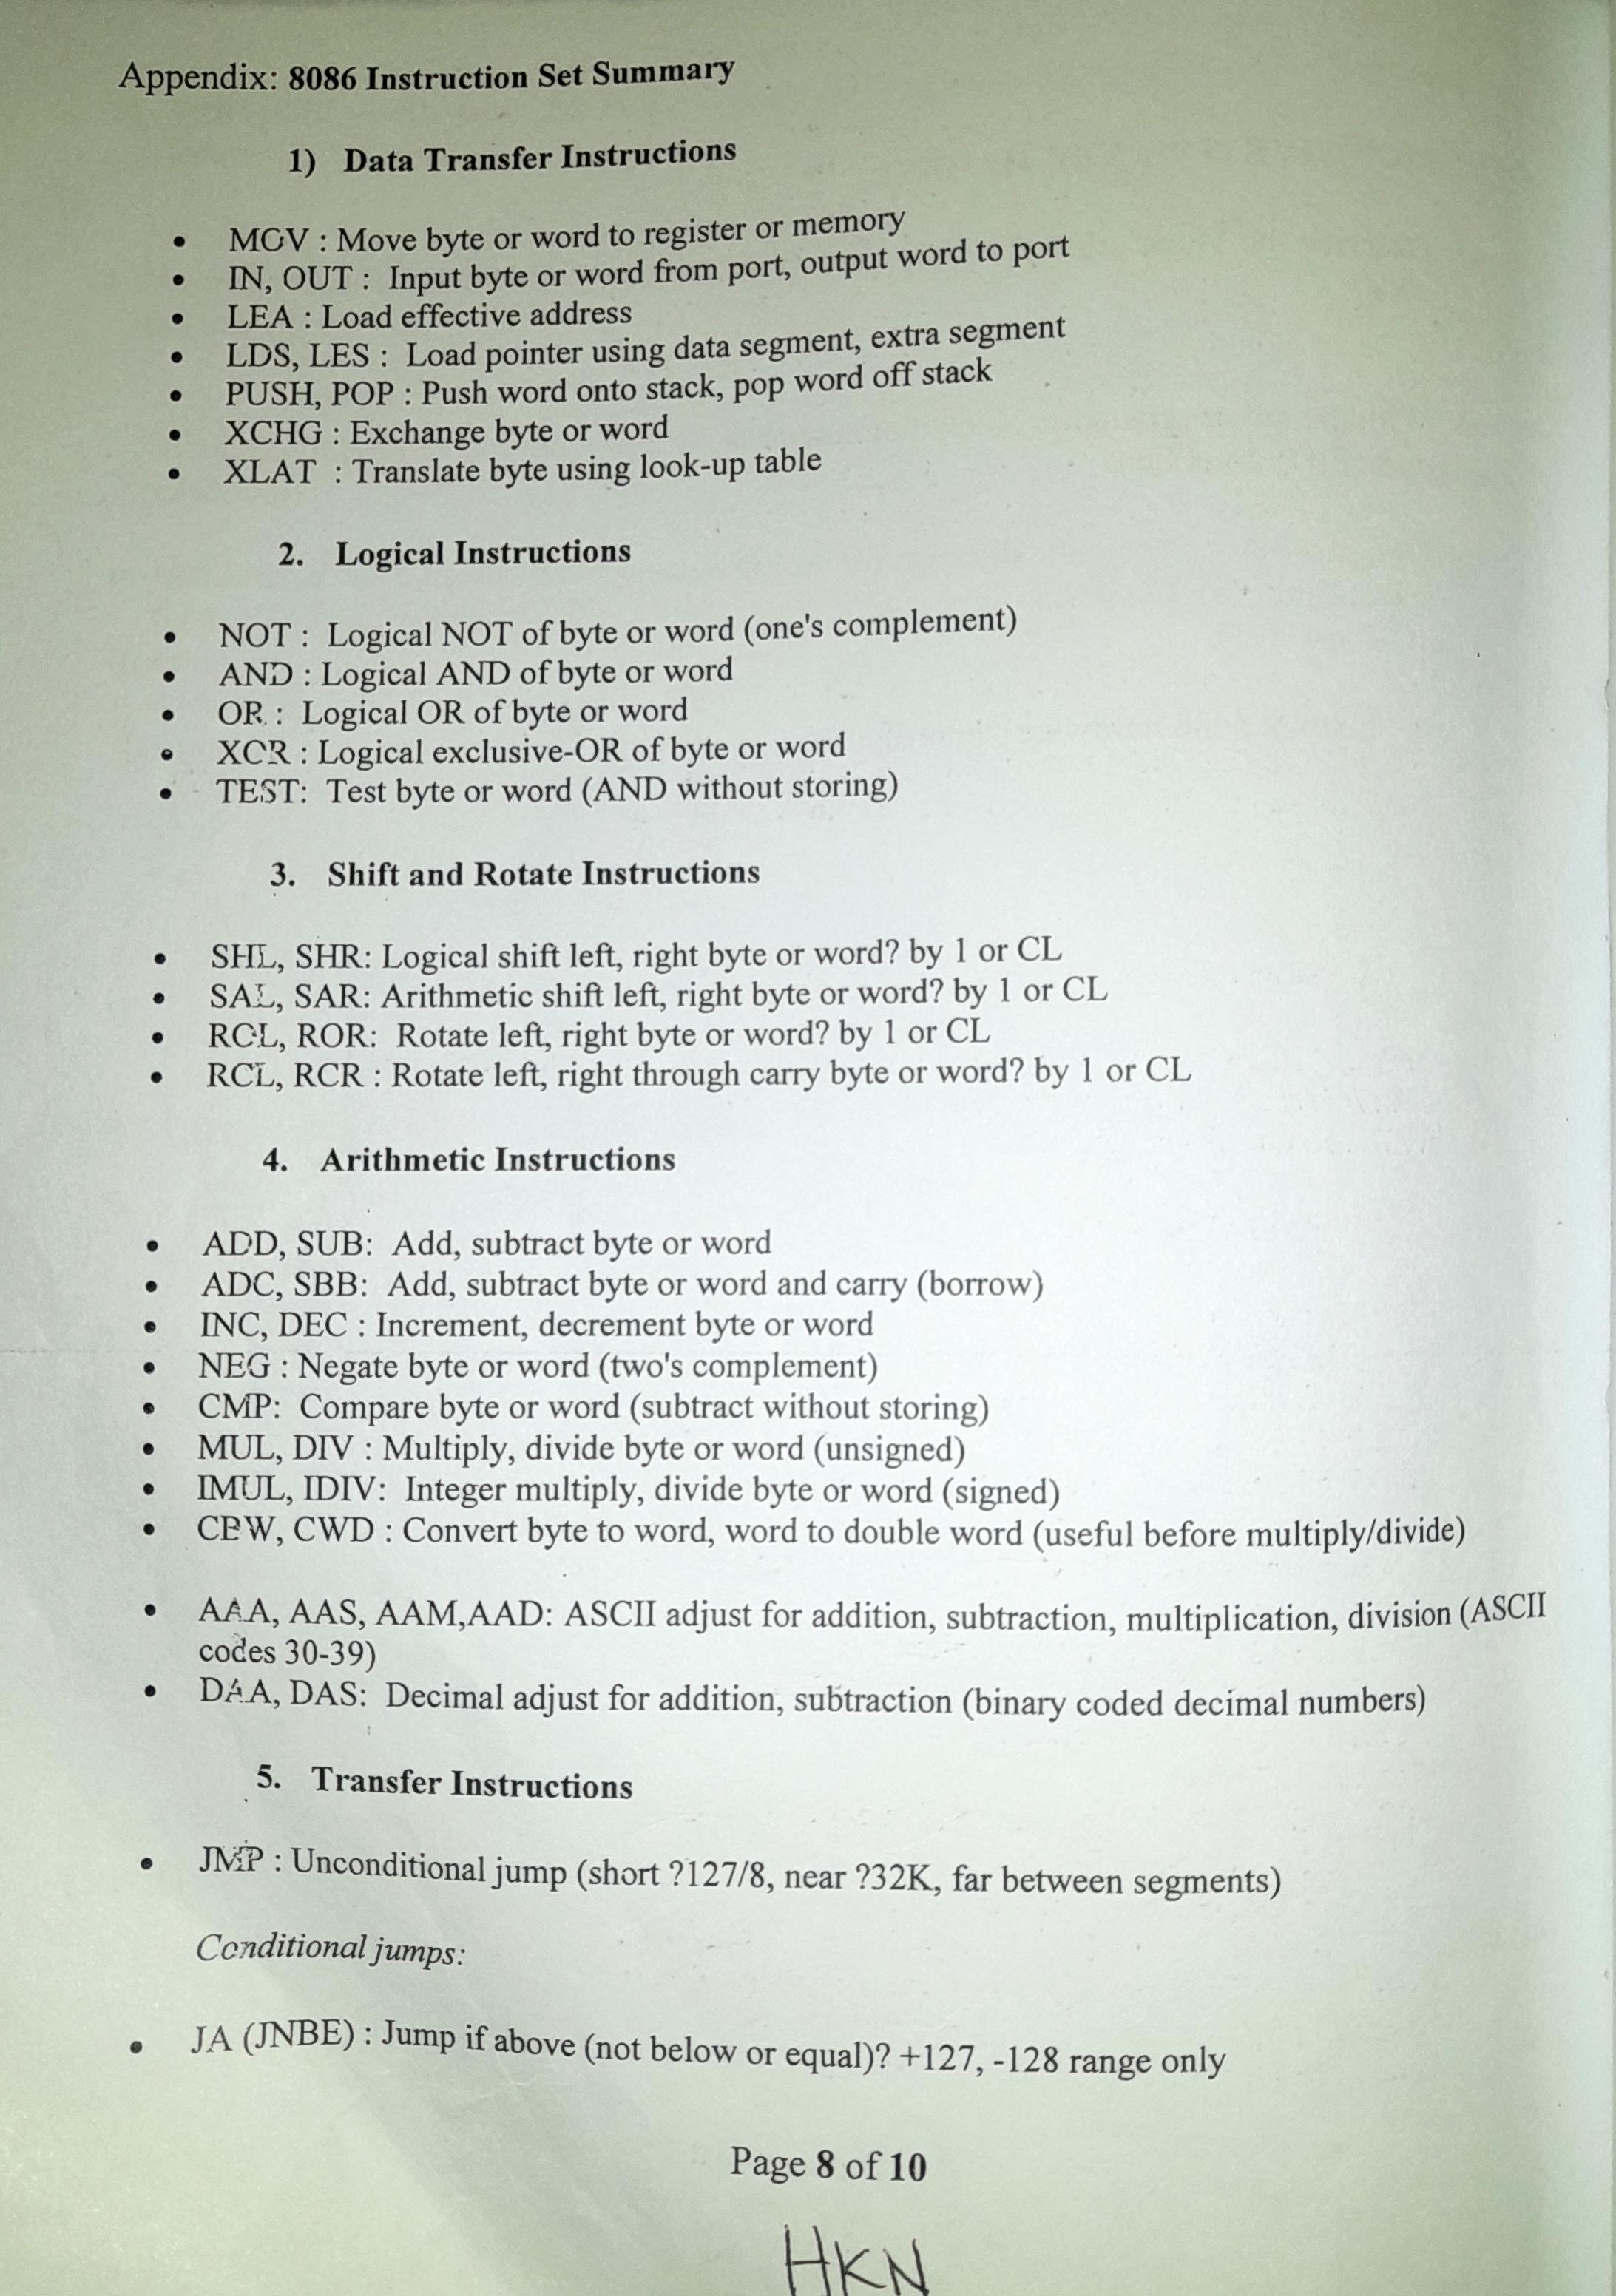 Appendix: 8086 Instruction Set Summary
1) Data Transfer Instructions
• MOV : Move byte or word to register or memory
• IN, OUT : Input byte or word from port, output word to port
• LEA : Load effective address
• LDS, LES : Load pointer using data segment, extra segment
• PUSH, POP : Push word onto stack, pop word off stack
• XCHG : Exchange byte or word
• XLAT : Translate byte using look-up table
2. Logical Instructions
• NOT : Logical NOT of byte or word (one's complement)
• AND : Logical AND of byte or word
• OR : Logical OR of byte or word
• XOR : Logical exclusive-OR of byte or word
• TEST: Test byte or word (AND without storing)
3. Shift and Rotate Instructions
• SHL, SHR: Logical shift left, right byte or word? by 1 or CL
• SAL, SAR: Arithmetic shift left, right byte or word? by 1 or CL
• ROL, ROR: Rotate left, right byte or word? by 1 or CL
• RCL, RCR : Rotate left, right through carry byte or word? by 1 or CL
4. Arithmetic Instructions
• ADD, SUB: Add, subtract byte or word
• ADC, SBB: Add, subtract byte or word and carry (borrow)
• INC, DEC : Increment, decrement byte or word
• NEG : Negate byte or word (two's complement)
• CMP: Compare byte or word (subtract without storing)
• MUL, DIV : Multiply, divide byte or word (unsigned)
• IMUL, IDIV: Integer multiply, divide byte or word (signed)
• CBW, CWD : Convert byte to word, word to double word (useful before multiply/divide)
• AAA, AAS, AAM,AAD: ASCII adjust for addition, subtraction, multiplication, division (ASCII
codes 30-39)
• DAA, DAS: Decimal adjust for addition, subtraction (binary coded decimal numbers)
5. Transfer Instructions
• JMP : Unconditional jump (short ?127/8, near ?32K, far between segments)
Conditional jumps:
• JA (JNBE) : Jump if above (not below or equal)? +127, -128 range only
Page 8 of 10
HKN